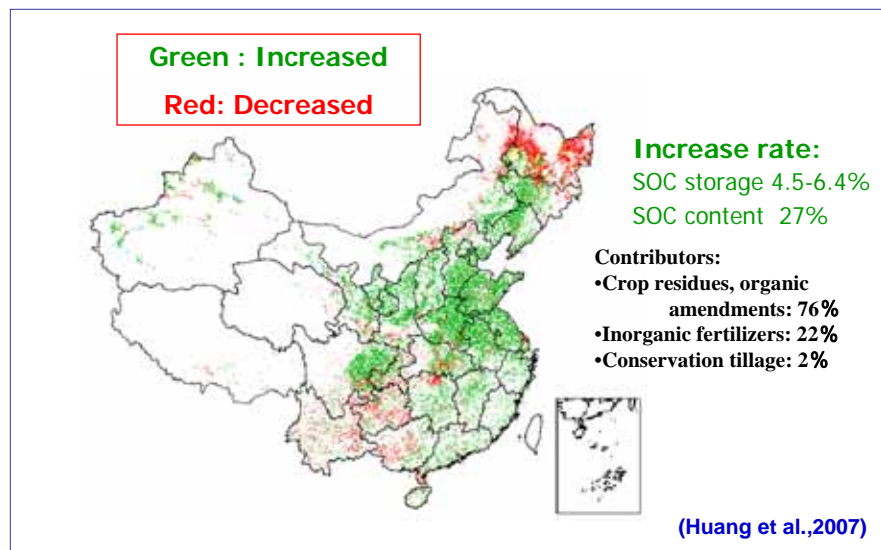 Green : Increased
Red: Decreased
Increase rate:
SOC storage 4.5-6.4%
SOC content 27%
Contributors:
•Crop residues, organic
amendments: 76%
•Inorganic fertilizers: 22%
•Conservation tillage: 2%
(Huang et al.,2007)